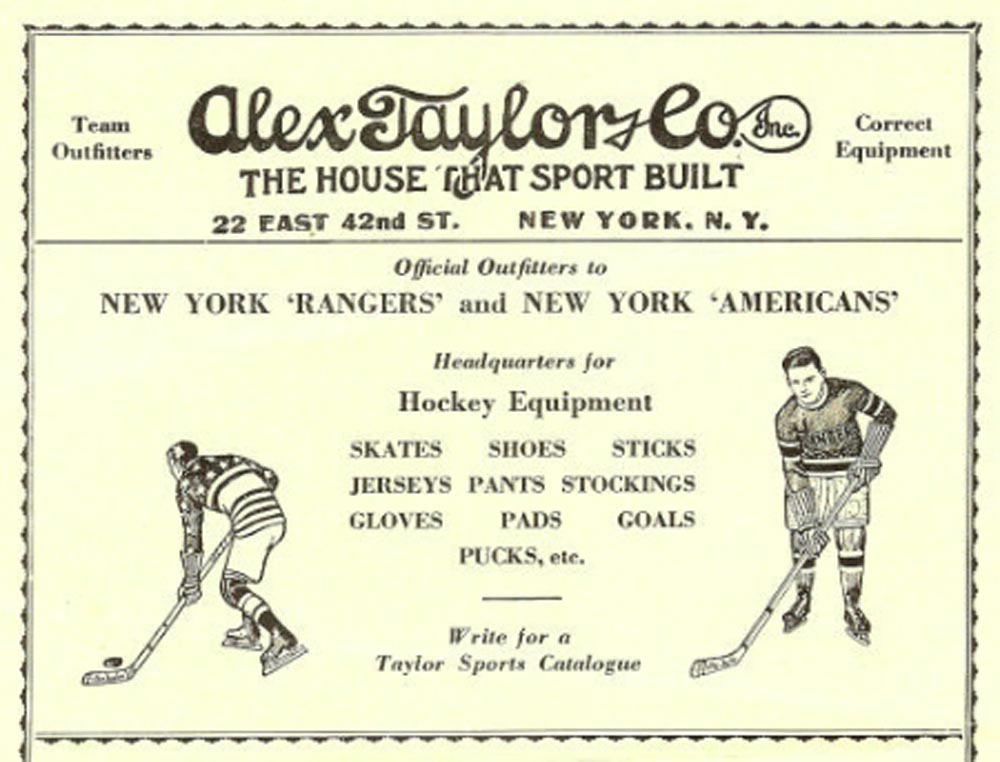 Team Outfitters
Alex Taylor & Co. Inc.
Correct Equipment
THE HOUSE THAT SPORT BUILT
22 EAST 42nd ST. NEW YORK. N. Y.
Official Outfitters to
NEW YORK 'RANGERS' and NEW YORK 'AMERICANS'
Headquarters for
Hockey Equipment
SKATES SHOES STICKS
JERSEYS PANTS STOCKINGS
GLOVES PADS GOALS
PUCKS, etc.
Write for a
Taylor Sports Catalogue